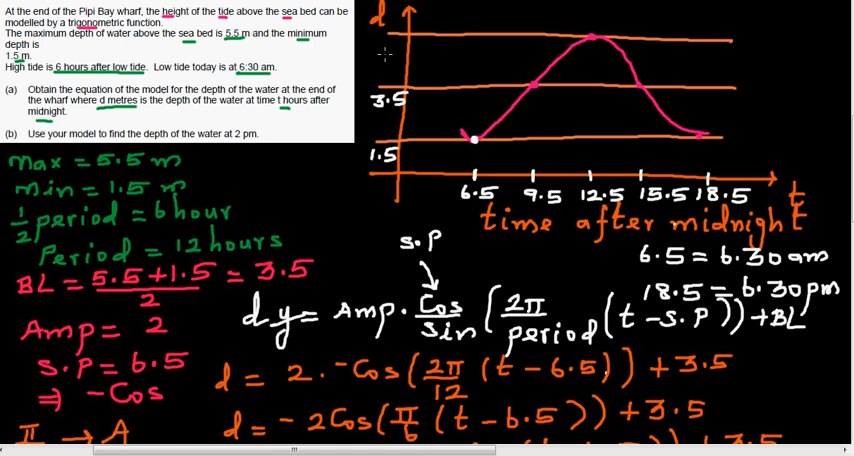 At the end of the Pipi Bay wharf, the height of the tide above the sea bed can be
modelled by a trigonometric function.
The maximum depth of water above the sea bed is 5.5 m and the minimum
depth is
1.5 m.
High tide is 6 hours after low tide. Low tide today is at 6:30 am.
(a) Obtain the equation of the model for the depth of the water at the end of
the wharf where d metres is the depth of the water at time t hours after
midnight.
(b) Use your model to find the depth of the water at 2 pm.
d
3.5
1.5
6.5 9.5 12.5 15.5 18.5 t
time after midnight
6.5 = 6.30am
18.5 = 6.30pm
Max = 5.5 m
min = 1.5 m
1/2 period = 6 hour
Period = 12 hours
BL = 5.5+1.5/2 = 3.5
Amp = 2
S.P = 6.5
⇒ -Cos
π → A
S.P
d y = Amp. Cos/Sin (2π/period (t - S.P)) + BL
d = 2. -Cos (2π/12 (t - 6.5)) + 3.5
d = -2Cos (π/6 (t - 6.5)) + 3.5